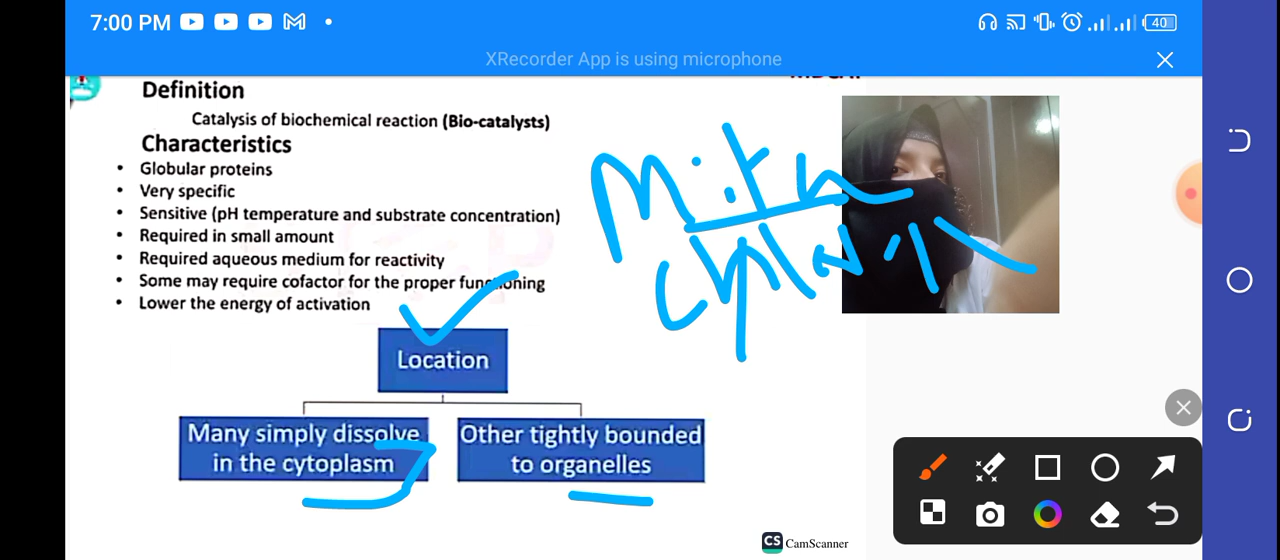 7:00 PM
40
XRecorder App is using microphone
Definition
Catalysis of biochemical reaction (Bio-catalysts)
Characteristics
• Globular proteins
• Very specific
• Sensitive (pH temperature and substrate concentration)
• Required in small amount
• Required aqueous medium for reactivity
• Some may require cofactor for the proper functioning
• Lower the energy of activation
Location
Many simply dissolve
in the cytoplasm
Other tightly bounded
to organelles
CS CamScanner